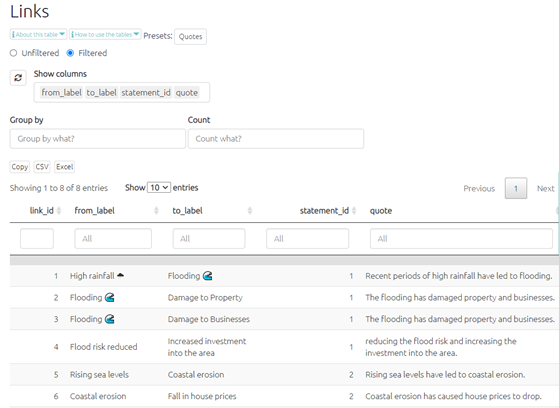 Links
About this table How to use the tables Presets: Quotes
Unfiltered Filtered
Show columns
from_label to_label statement_id quote
Group by Count
Group by what? Count what?
Copy CSV Excel
Showing 1 to 8 of 8 entries Show 10 entries Previous 1 Next
link_id from_label to_label statement_id quote
All All All All
1 High rainfall Flooding 1 Recent periods of high rainfall have led to flooding.
2 Flooding Damage to Property 1 The flooding has damaged property and businesses.
3 Flooding Damage to Businesses 1 The flooding has damaged property and businesses.
4 Flood risk reduced Increased investment into the area 1 reducing the flood risk and increasing the investment into the area.
5 Rising sea levels Coastal erosion 2 Rising sea levels have led to coastal erosion.
6 Coastal erosion Fall in house prices 2 Coastal erosion has caused house prices to drop.